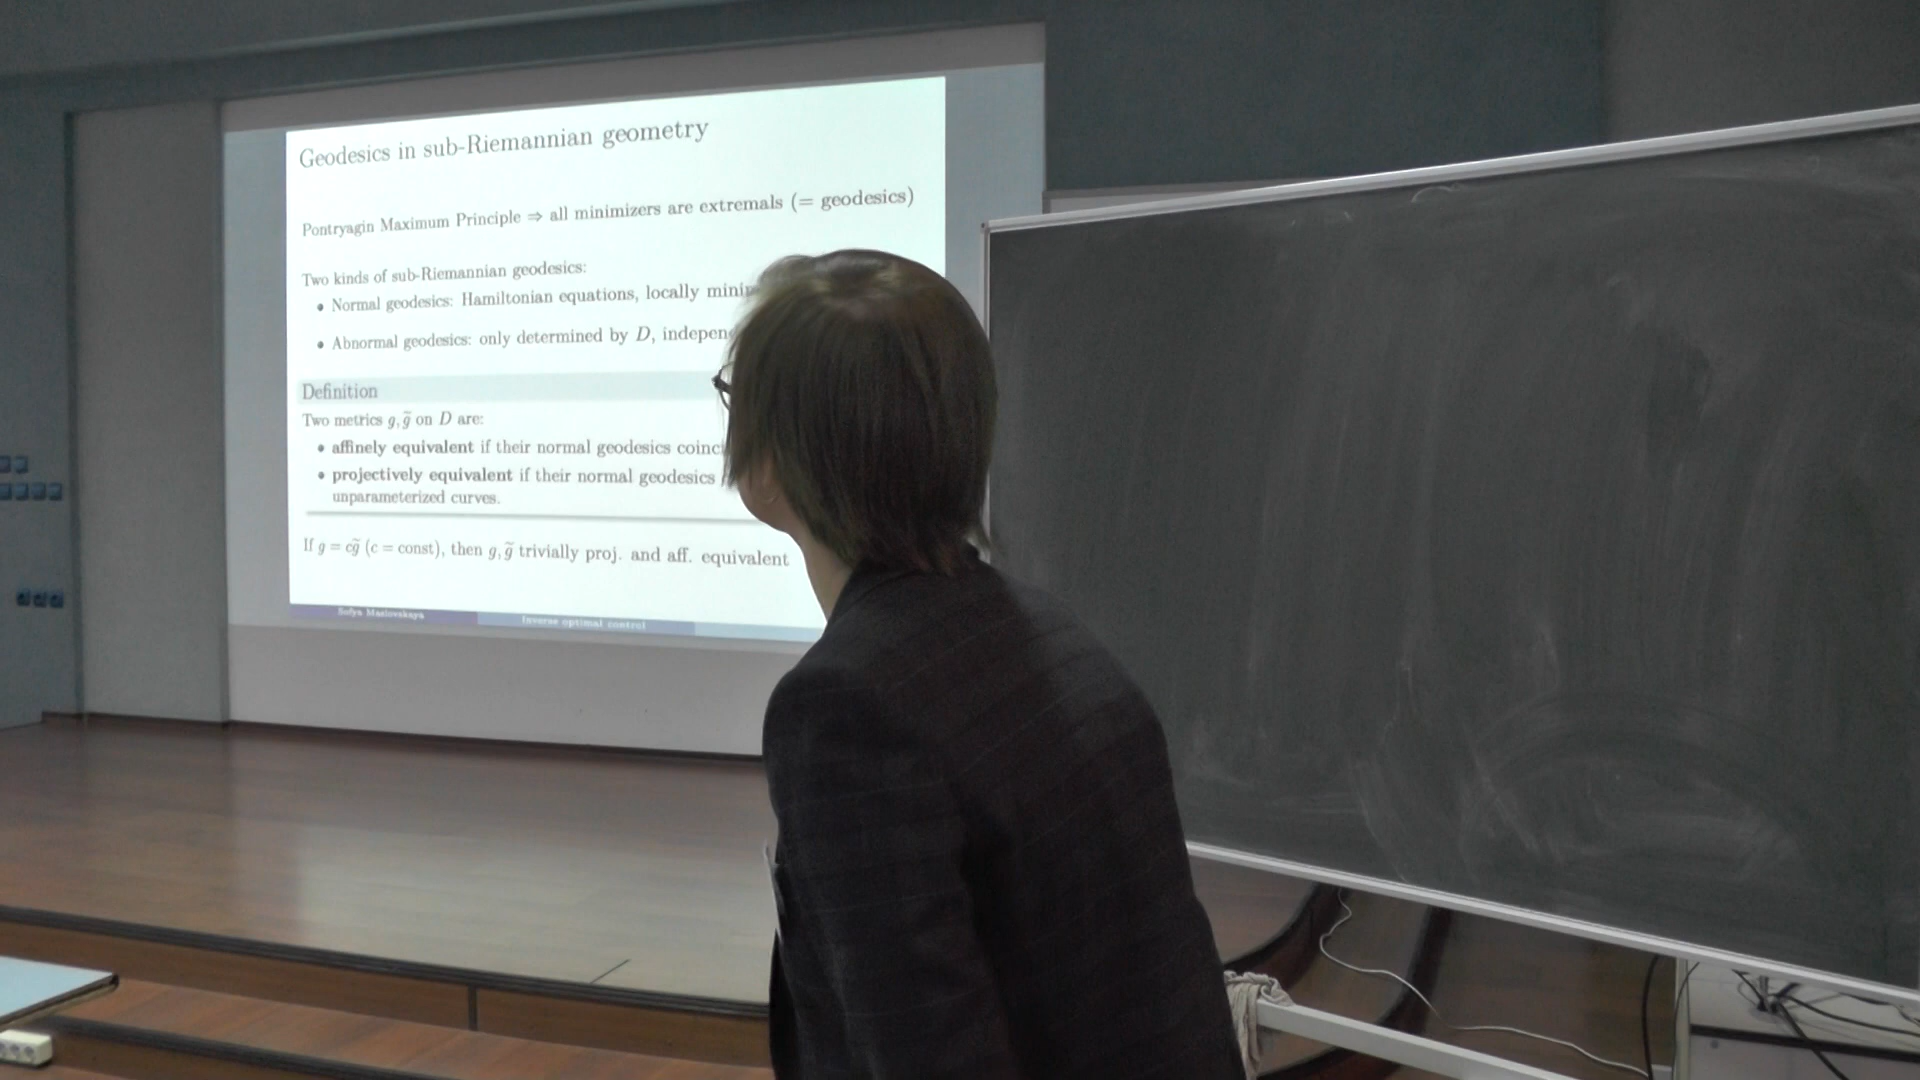 Geodesics in sub-Riemannian geometry
Pontryagin Maximum Principle ⇒ all minimizers are extremals (= geodesics)
Two kinds of sub-Riemannian geodesics:
• Normal geodesics: Hamiltonian equations, locally
• Abnormal geodesics: only determined by D,
Definition
Two metrics g, g̃ on D are:
• affinely equivalent if their normal geodesics
• projectively equivalent if their normal geodesics
unparameterized curves.
If g = cg̃ (c = const), then g, g̃ trivially proj. and aff. equivalent
Sofya Maslovskaya
Inverse optimal control